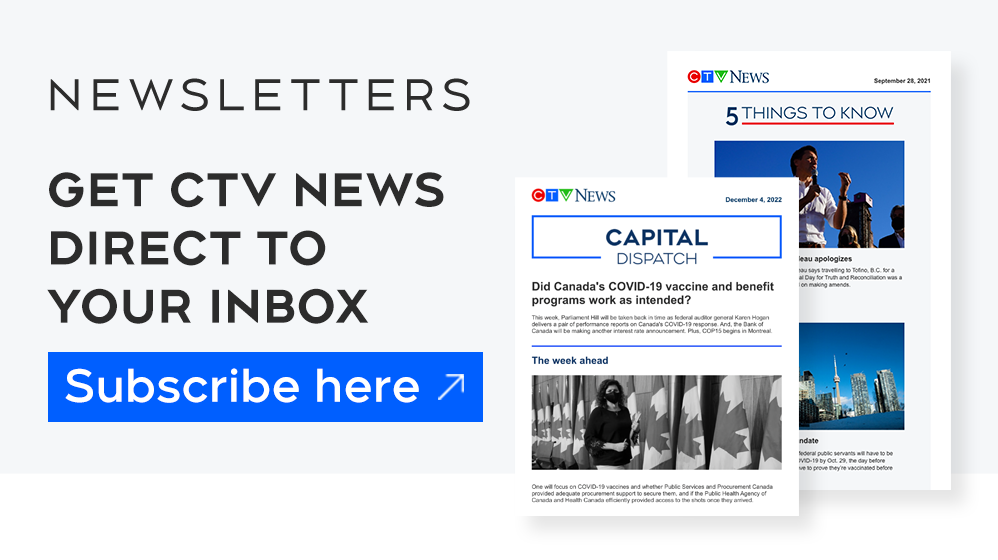 NEWSLETTERS
GET CTV NEWS
DIRECT TO
YOUR INBOX
Subscribe here
CTV NEWS
December 4, 2022
CAPITAL
DISPATCH
Did Canada's COVID-19 vaccine and benefit
programs work as intended?
This week, Parliament Hill will be taken back in time as federal auditor general Karen Hogan
delivers a pair of performance reports on Canada's COVID-19 response. And, the Bank of
Canada will be making another interest rate announcement. Plus, COP15 begins in Montreal.
The week ahead
One will focus on COVID-19 vaccines and whether Public Services and Procurement Canada
provided adequate procurement support to secure them, and if the Public Health Agency of
Canada and Health Canada efficiently provided access to the shots once they arrived.
CTV NEWS
September 28, 2021
5 THINGS TO KNOW
leau apologizes
eau says travelling to Tofino, B.C. for a
al Day for Truth and Reconciliation was a
on making amends.
ndate
federal public servants will have to be
VID-19 by Oct. 29, the day before
ve to prove they're vaccinated before